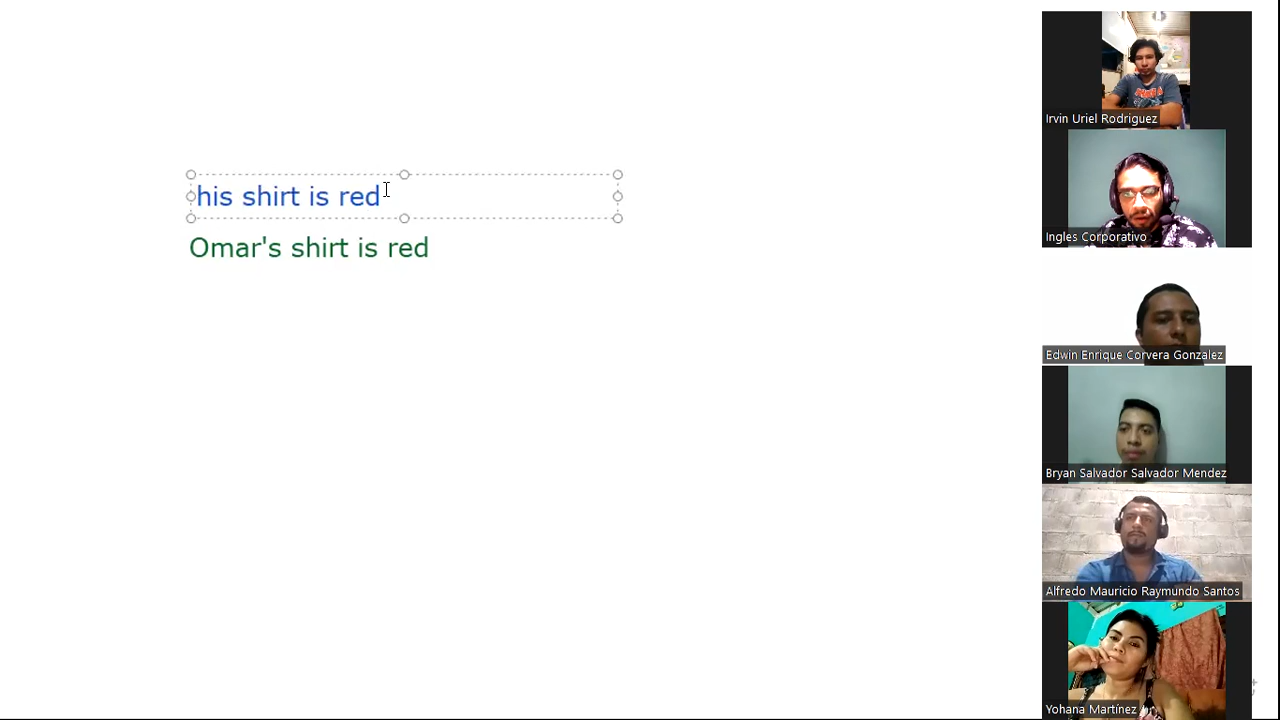 his shirt is red
Omar's shirt is red
Irvin Uriel Rodriguez
Ingles Corporativo
Edwin Enrique Corvera Gonzalez
Bryan Salvador Salvador Mendez
Alfredo Mauricio Raymundo Santos
Yohana Martínez